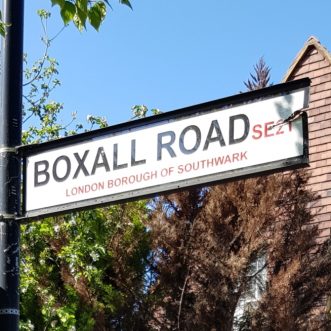 BOXALL ROAD SE21
LONDON BOROUGH OF SOUTHWARK